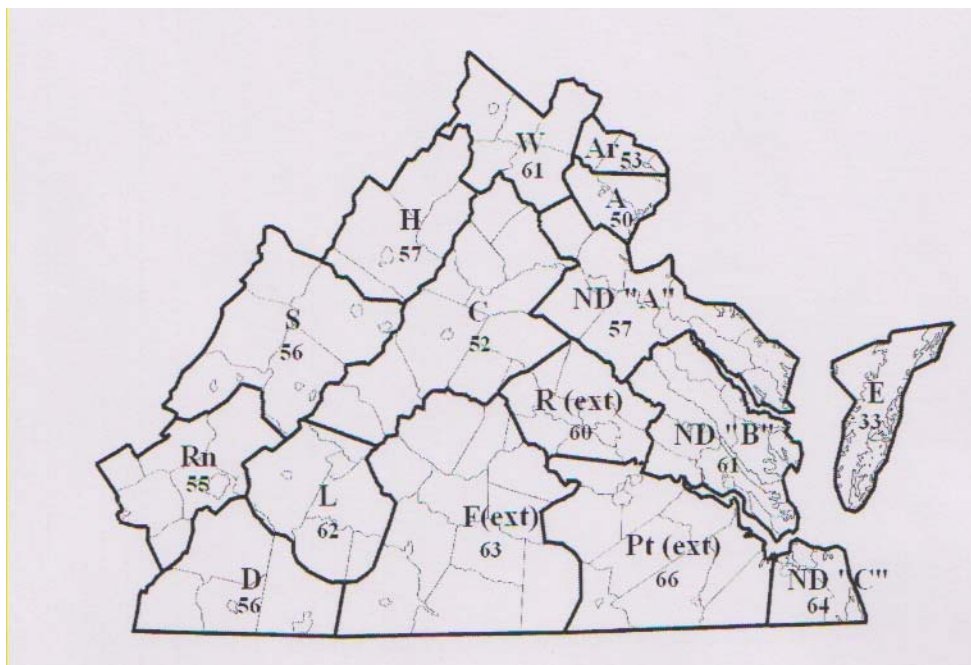 W
61
Ar 53
A
50
H
57
S
56
C
52
ND "A"
57
E
33
R (ext)
60
ND "B"
61
Rn
55
L
62
F(ext)
63
Pt (ext)
66
D
56
ND "C"
64